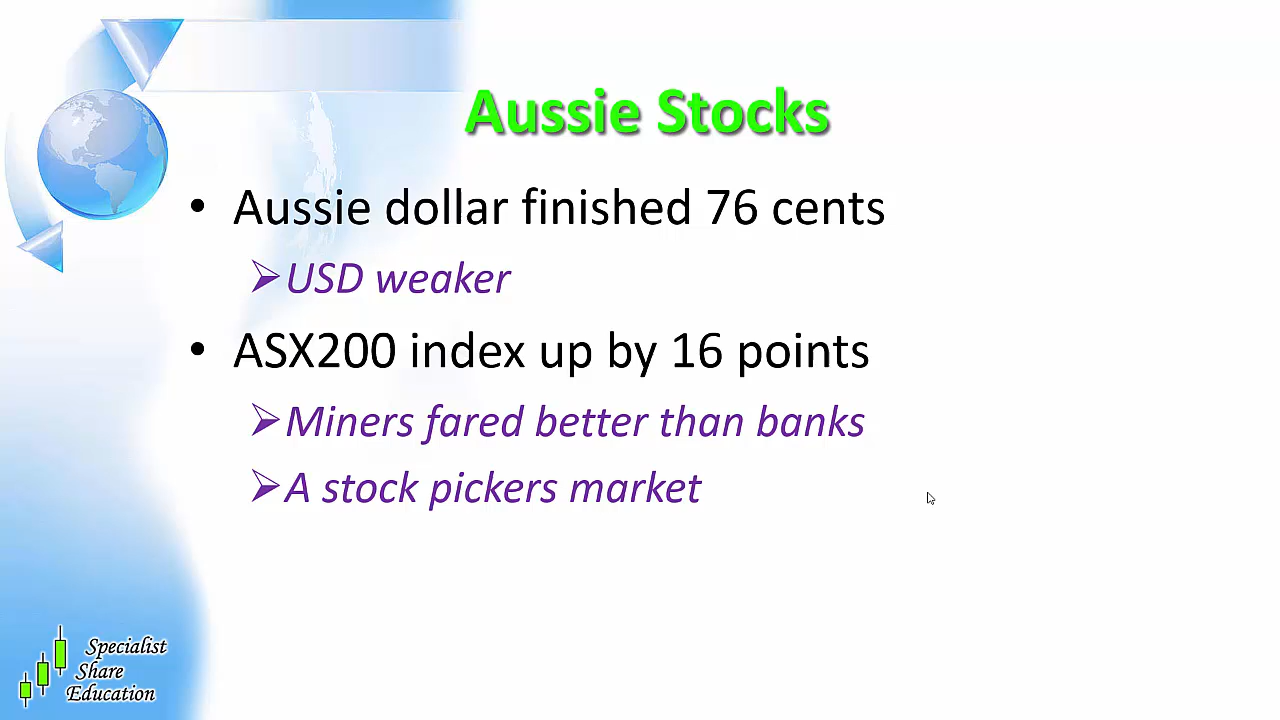 Aussie Stocks
• Aussie dollar finished 76 cents
➢USD weaker
• ASX200 index up by 16 points
➢Miners fared better than banks
➢A stock pickers market
Specialist
Share
Education